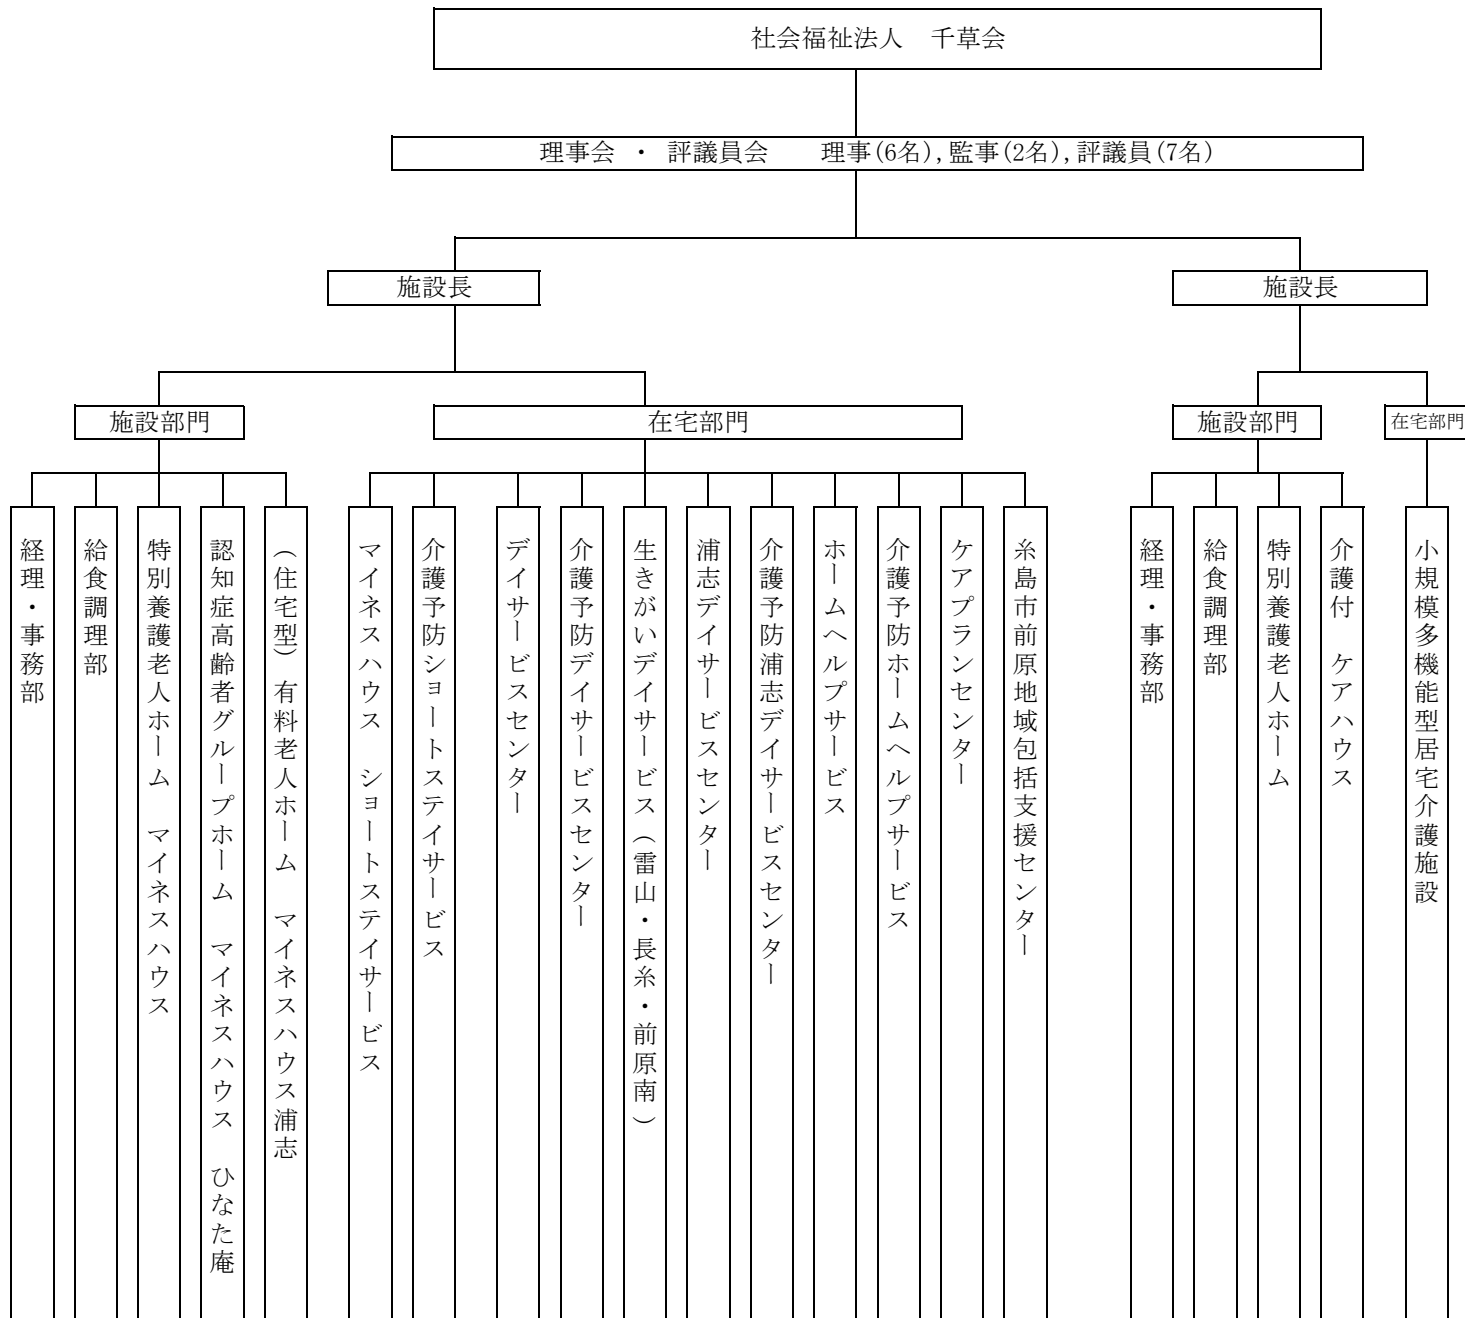 社会福祉法人　千草会
理事会 ・ 評議員会　　理事(6名),監事(2名),評議員(7名)
施設長
施設長
施設部門
在宅部門
施設部門
在宅部門
経理・事務部
給食調理部
特別養護老人ホーム　マイネスハウス
認知症高齢者グループホーム　マイネスハウス　ひなた庵
（住宅型）有料老人ホーム　マイネスハウス浦志
マイネスハウス　ショートステイサービス
介護予防ショートステイサービス
デイサービスセンター
介護予防デイサービスセンター
生きがいデイサービス（雷山・長糸・前原南）
浦志デイサービスセンター
介護予防浦志デイサービスセンター
ホームヘルプサービス
介護予防ホームヘルプサービス
ケアプランセンター
糸島市前原地域包括支援センター
経理・事務部
給食調理部
特別養護老人ホーム
介護付　ケアハウス
小規模多機能型居宅介護施設